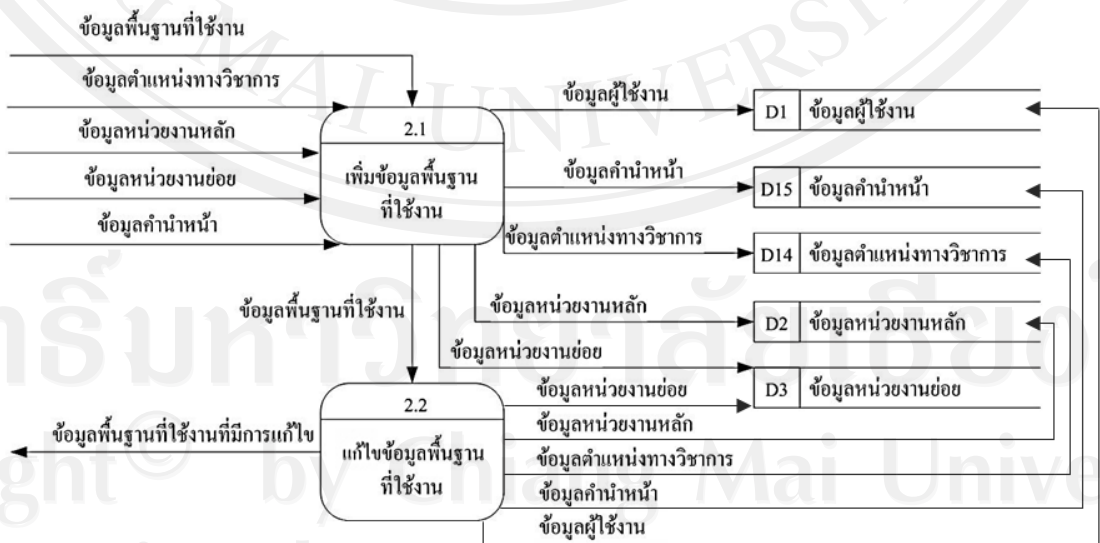 ข้อมูลพื้นฐานที่ใช้งาน
ข้อมูลตำแหน่งทางวิชาการ
ข้อมูลหน่วยงานหลัก
ข้อมูลหน่วยงานย่อย
ข้อมูลคำนำหน้า
2.1
เพิ่มข้อมูลพื้นฐาน
ที่ใช้งาน
ข้อมูลผู้ใช้งาน
D1 ข้อมูลผู้ใช้งาน
ข้อมูลคำนำหน้า
D15 ข้อมูลคำนำหน้า
ข้อมูลตำแหน่งทางวิชาการ
D14 ข้อมูลตำแหน่งทางวิชาการ
ข้อมูลพื้นฐานที่ใช้งาน
ข้อมูลหน่วยงานหลัก
D2 ข้อมูลหน่วยงานหลัก
ข้อมูลหน่วยงานย่อย
D3 ข้อมูลหน่วยงานย่อย
2.2
แก้ไขข้อมูลพื้นฐาน
ที่ใช้งาน
ข้อมูลพื้นฐานที่ใช้งานที่มีการแก้ไข
ข้อมูลหน่วยงานย่อย
ข้อมูลหน่วยงานหลัก
ข้อมูลตำแหน่งทางวิชาการ
ข้อมูลคำนำหน้า
ข้อมูลผู้ใช้งาน
MAI UNIVERSIT
by Chiang Mai Unive